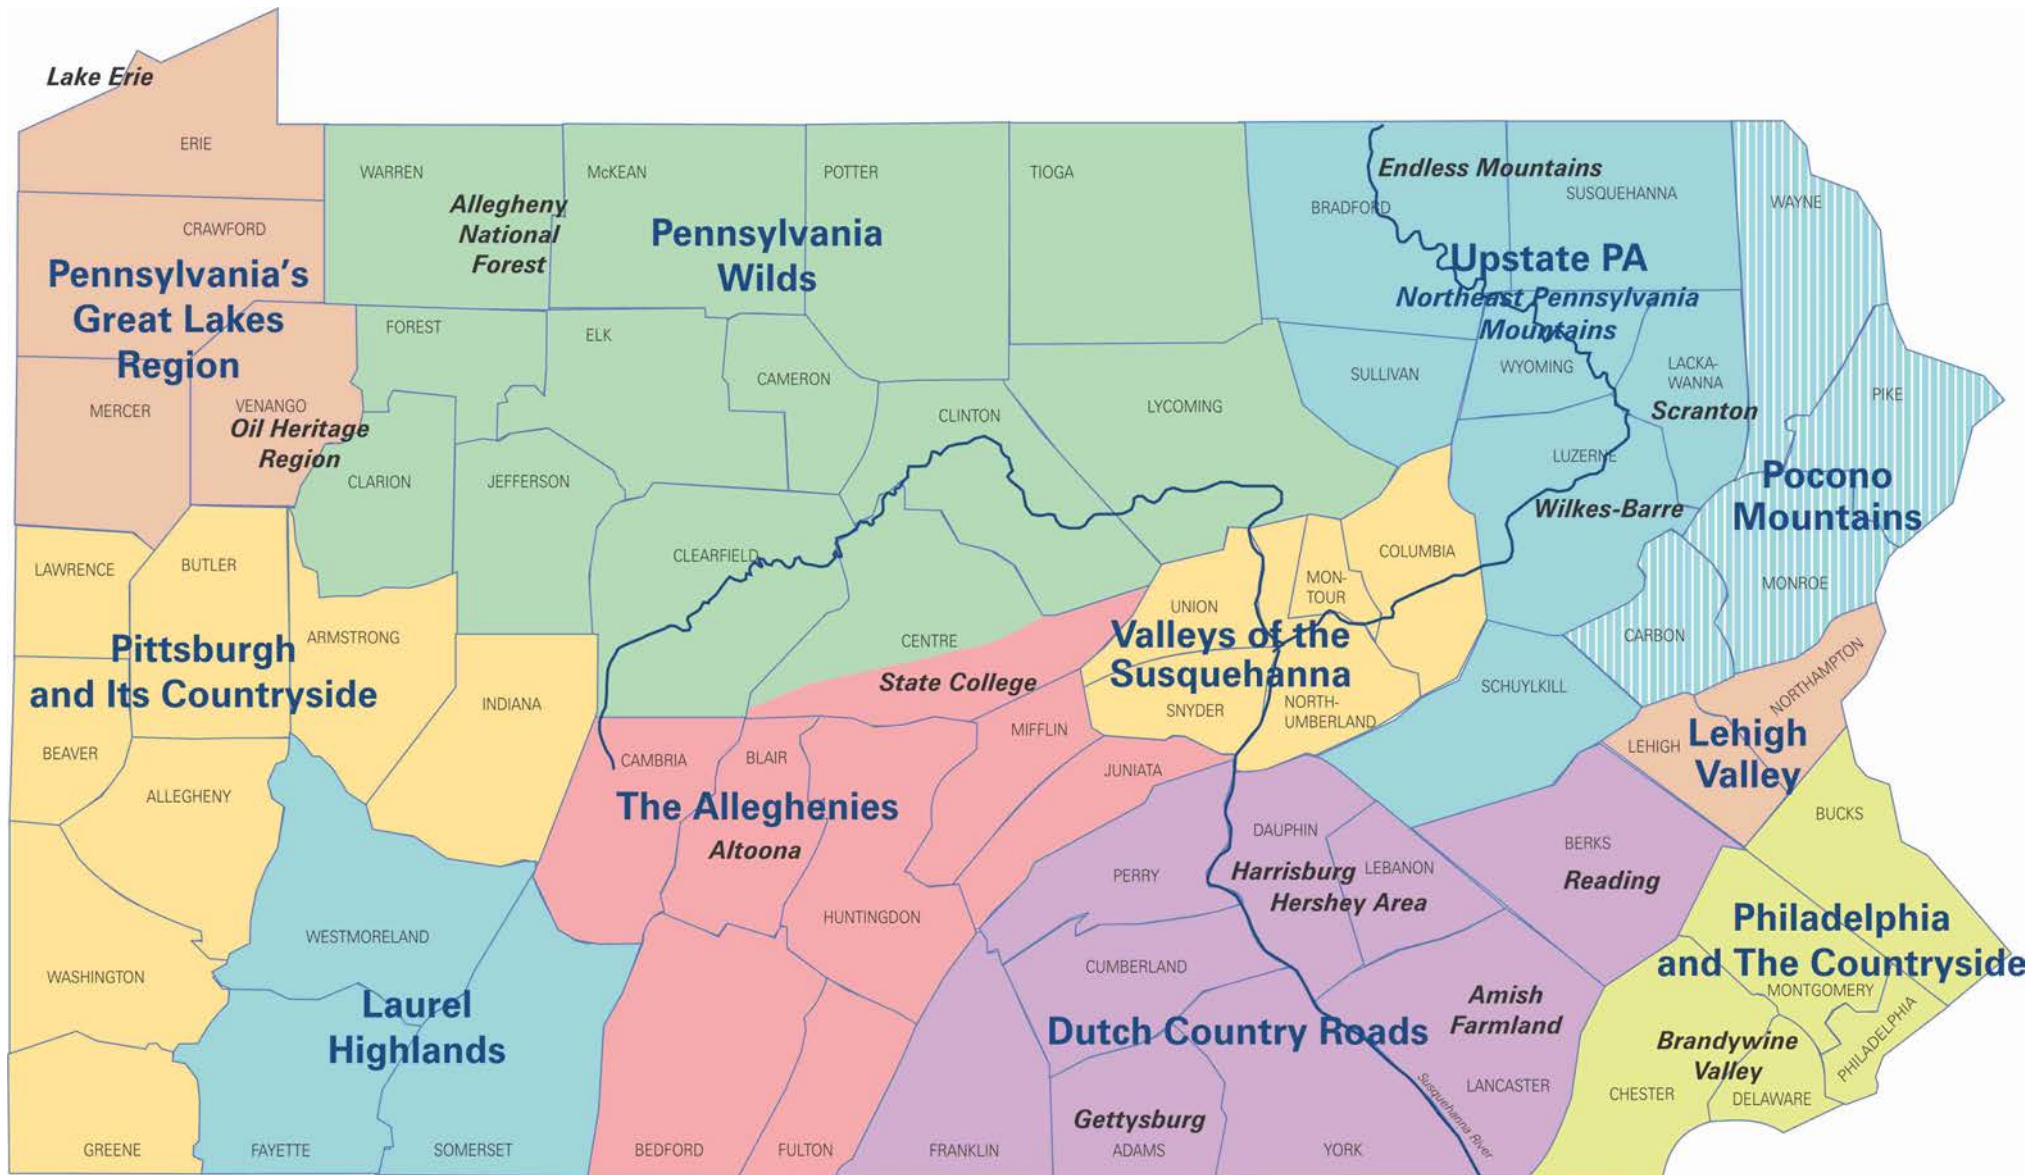 Lake Erie
ERIE
WARREN
McKEAN
POTTER
TIOGA
Endless Mountains
SUSQUEHANNA
BRADFORD
WAYNE
Allegheny
National
Forest
CRAWFORD
Pennsylvania
Wilds
Pennsylvania's
Great Lakes
Region
Upstate PA
Northeast Pennsylvania
Mountains
FOREST
ELK
CAMERON
SULLIVAN
WYOMING
LACKA-
WANNA
Scranton
PIKE
MERCER
VENANGO
Oil Heritage
Region
CLINTON
LYCOMING
CLARION
JEFFERSON
LUZERNE
Wilkes-Barre
Pocono
Mountains
LAWRENCE
BUTLER
CLEARFIELD
COLUMBIA
MON-
TOUR
MONROE
UNION
ARMSTRONG
CENTRE
CARBON
Pittsburgh
and Its Countryside
Valleys of the
Susquehanna
State College
SCHUYLKILL
NORTHAMPTON
INDIANA
SNYDER
NORTH-
UMBERLAND
BEAVER
MIFFLIN
LEHIGH
Lehigh
Valley
CAMBRIA
BLAIR
JUNIATA
ALLEGHENY
The Alleghenies
Altoona
DAUPHIN
BUCKS
BERKS
Reading
PERRY
LEBANON
Harrisburg
Hershey Area
HUNTINGDON
WESTMORELAND
Philadelphia
and The Countryside
MONTGOMERY
WASHINGTON
CUMBERLAND
Amish
Farmland
Laurel
Highlands
Dutch Country Roads
Brandywine
Valley
PHILADELPHIA
LANCASTER
CHESTER
DELAWARE
Susquehanna River
Gettysburg
GREENE
FAYETTE
SOMERSET
BEDFORD
FULTON
FRANKLIN
ADAMS
YORK